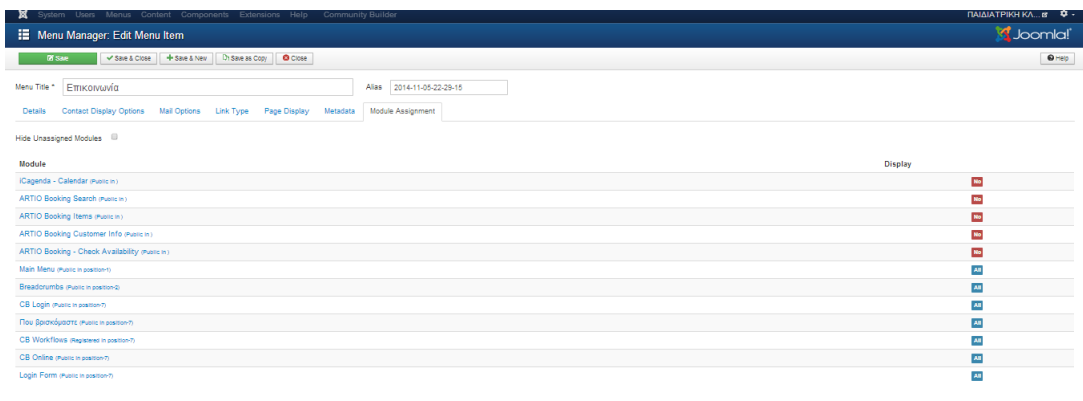 System Users Menus Content Components Extensions Help Community Builder ΠΑΙΔΙΑΤΡΙΚΗ ΚΛ...
Menu Manager: Edit Menu Item Joomla!
Save Save & Close Save & New Save as Copy Close Help
Menu Title * Επικοινωνία Alias 2014-11-05-22-29-15
Details Contact Display Options Mail Options Link Type Page Display Metadata Module Assignment
Hide Unassigned Modules
Module Display
iCagenda - Calendar (Public in ) No
ARTIO Booking Search (Public in ) No
ARTIO Booking Items (Public in ) No
ARTIO Booking Customer Info (Public in ) No
ARTIO Booking - Check Availability (Public in ) No
Main Menu (Public in position-1) All
Breadcrumbs (Public in position-2) All
CB Login (Public in position-7) All
Που βρισκόμαστε (Public in position-7) All
CB Workflows (Registered in position-7) All
CB Online (Public in position-7) All
Login Form (Public in position-7) All